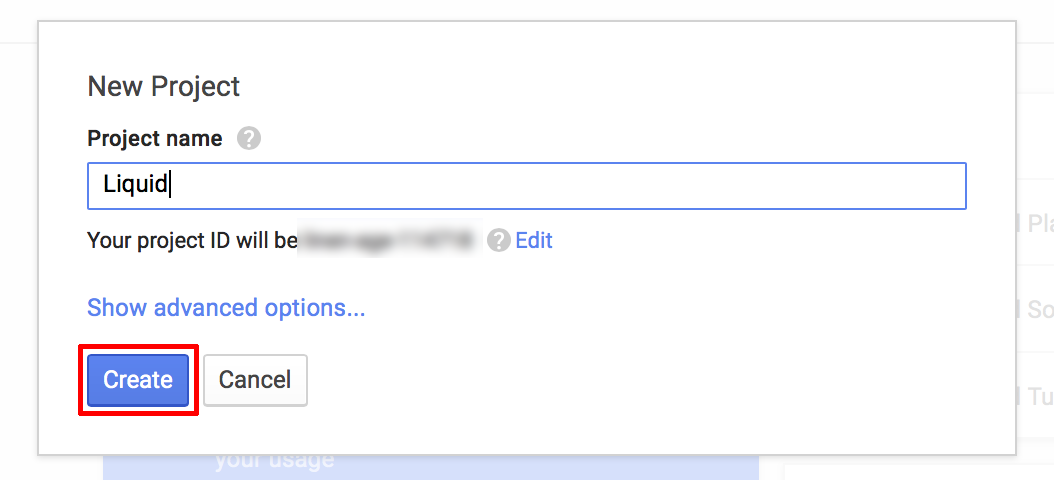 New Project
Project name ?
Liquid
Your project ID will be ? Edit
Show advanced options...
Create Cancel
your usage
Pla
So
Tu